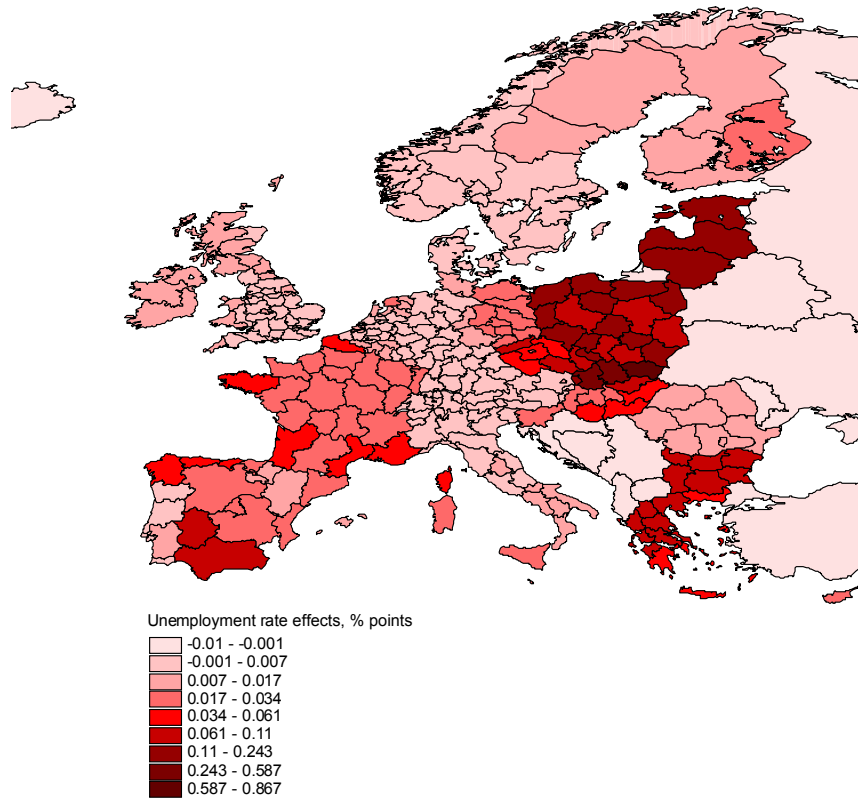 Unemployment rate effects, % points
-0.01 - -0.001
-0.001 - 0.007
0.007 - 0.017
0.017 - 0.034
0.034 - 0.061
0.061 - 0.11
0.11 - 0.243
0.243 - 0.587
0.587 - 0.867